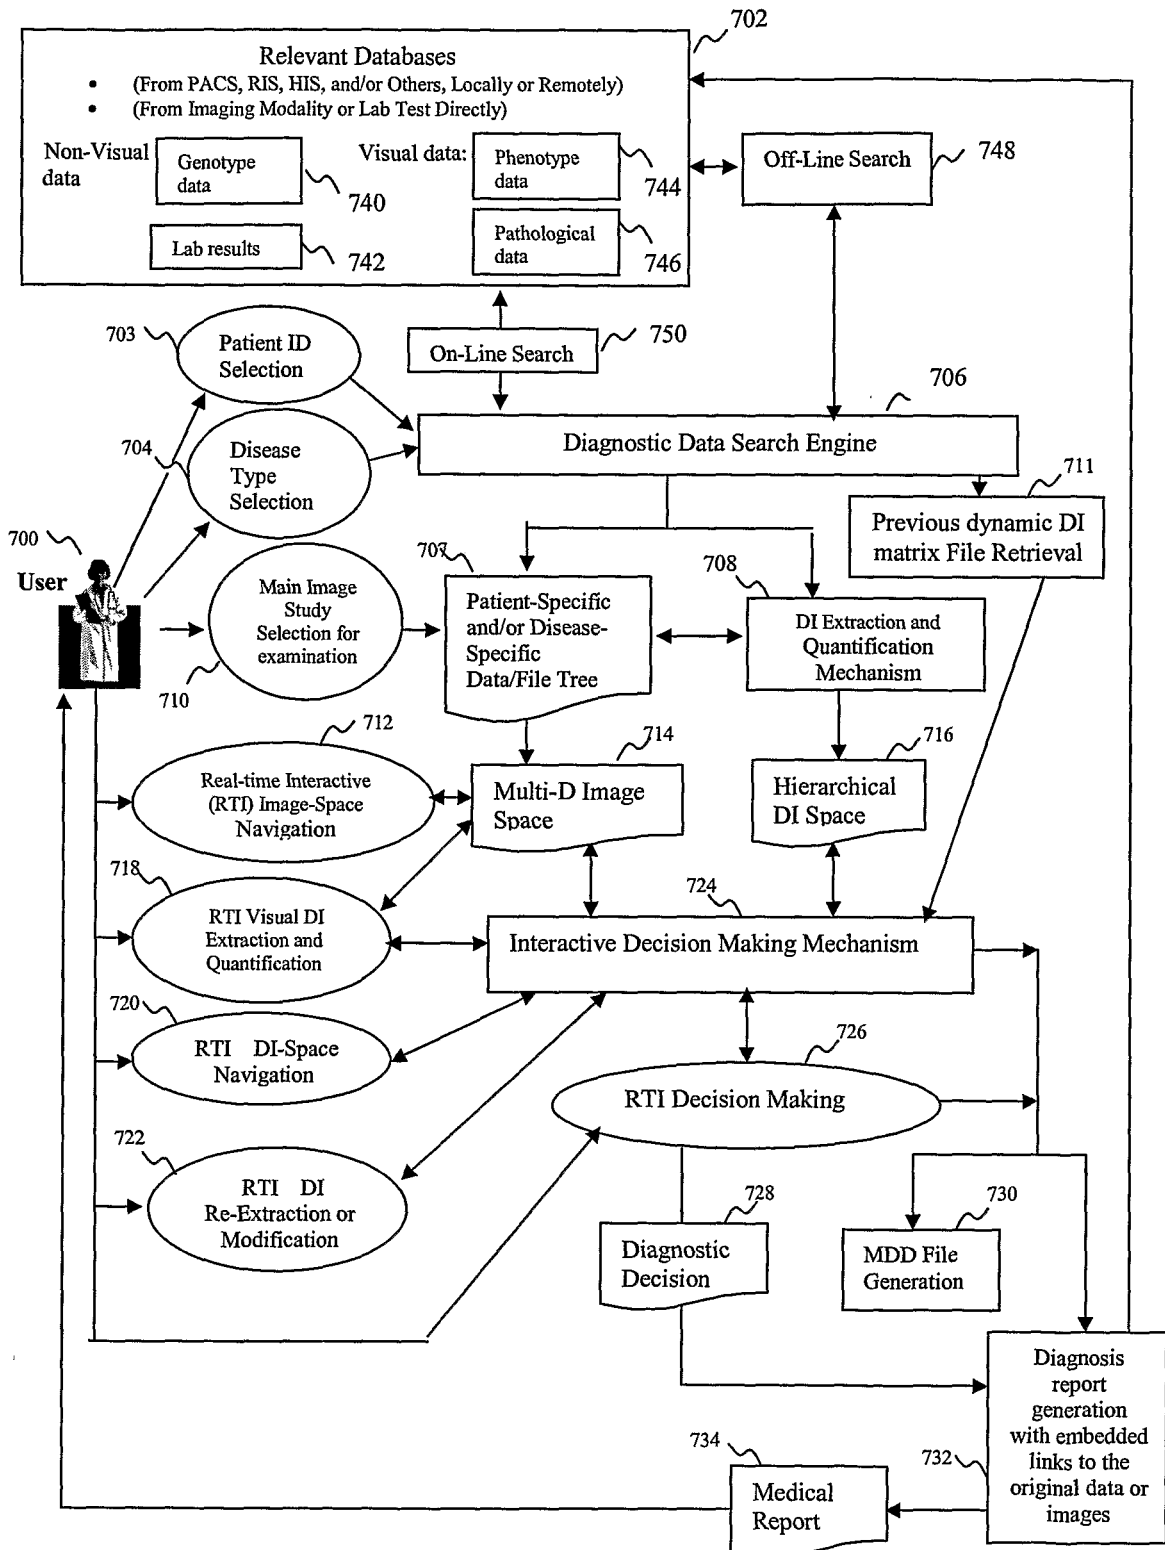 702
Relevant Databases
• (From PACS, RIS, HIS, and/or Others, Locally or Remotely)
• (From Imaging Modality or Lab Test Directly)
Non-Visual
data
Genotype
data
740
Lab results
742
Visual data:
Phenotype
data
744
Pathological
data
746
Off-Line Search
748
703
Patient ID
Selection
On-Line Search
750
706
704
Disease
Type
Selection
Diagnostic Data Search Engine
711
Previous dynamic DI
matrix File Retrieval
700
User
Main Image
Study
Selection for
examination
710
707
Patient-Specific
and/or Disease-
Specific
Data/File Tree
708
DI Extraction and
Quantification
Mechanism
712
Real-time Interactive
(RTI) Image-Space
Navigation
714
Multi-D Image
Space
716
Hierarchical
DI Space
718
RTI Visual DI
Extraction and
Quantification
724
Interactive Decision Making Mechanism
720
RTI DI-Space
Navigation
726
RTI Decision Making
722
RTI DI
Re-Extraction or
Modification
728
Diagnostic
Decision
730
MDD File
Generation
Diagnosis
report
generation
with embedded
links to the
original data or
images
732
734
Medical
Report